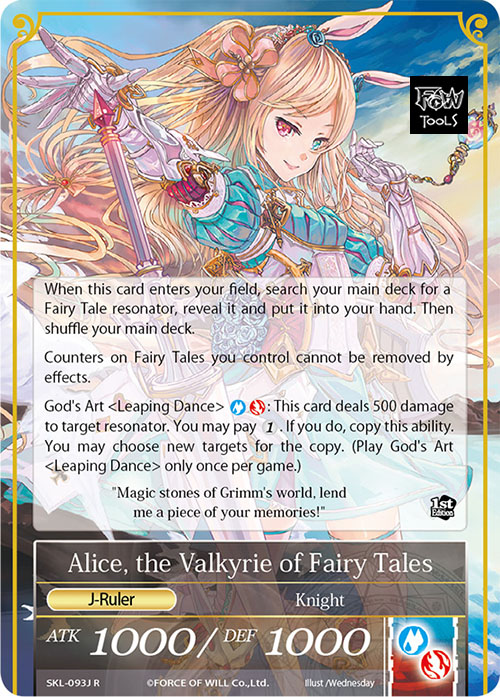 FOW
TOOLS
When this card enters your field, search your main deck for a
Fairy Tale resonator, reveal it and put it into your hand. Then
shuffle your main deck.
Counters on Fairy Tales you control cannot be removed by
effects.
God's Art <Leaping Dance> : This card deals 500 damage
to target resonator. You may pay 1 . If you do, copy this ability.
You may choose new targets for the copy. (Play God's Art
<Leaping Dance> only once per game.)
"Magic stones of Grimm's world, lend
me a piece of your memories!"
1st
Edition
Alice, the Valkyrie of Fairy Tales
J-Ruler
Knight
ATK 1000 / DEF 1000
SKL-093J R ©FORCE OF WILL Co.,Ltd. Illust /Wednesday